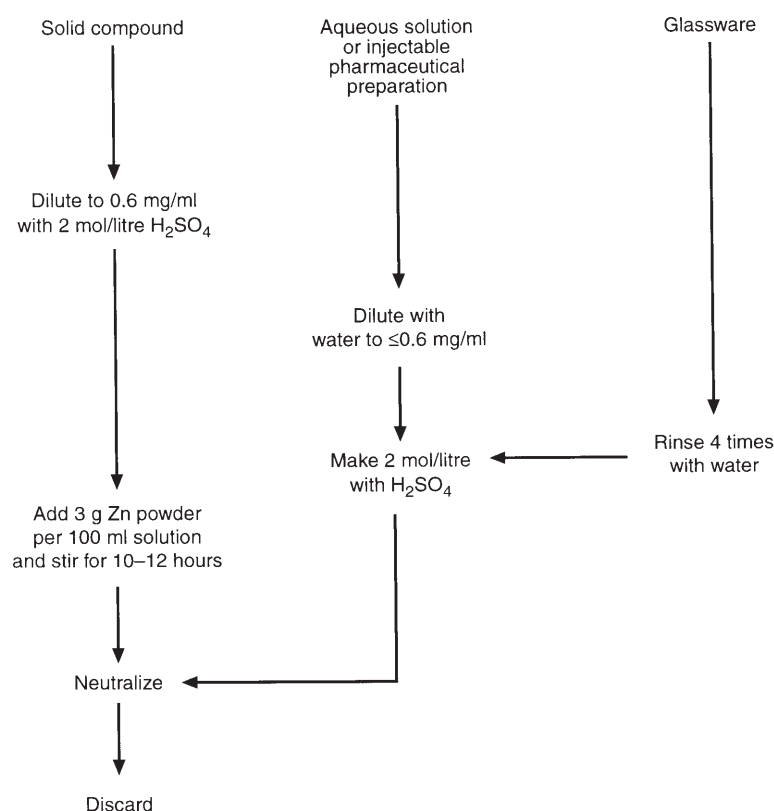 Solid compound
Aqueous solution
or injectable
pharmaceutical
preparation
Glassware
Dilute to 0.6 mg/ml
with 2 mol/litre H₂SO₄
Dilute with
water to ≤0.6 mg/ml
Rinse 4 times
with water
Make 2 mol/litre
with H₂SO₄
Add 3 g Zn powder
per 100 ml solution
and stir for 10–12 hours
Neutralize
Discard